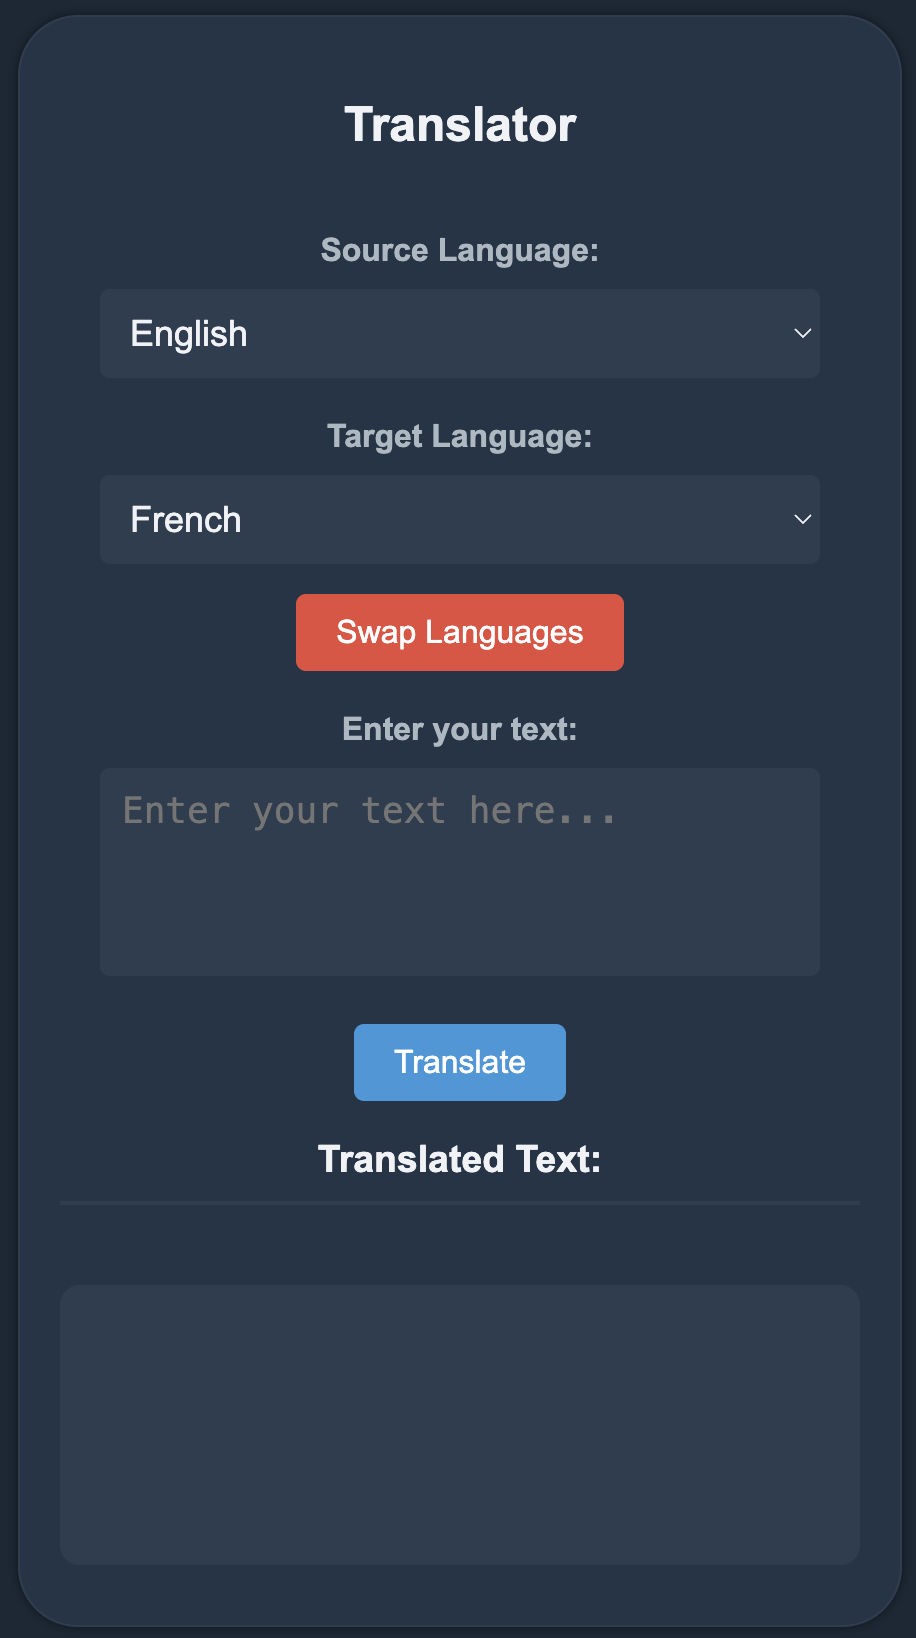 Translator
Source Language:
English
Target Language:
French
Swap Languages
Enter your text:
Enter your text here...
Translate
Translated Text: